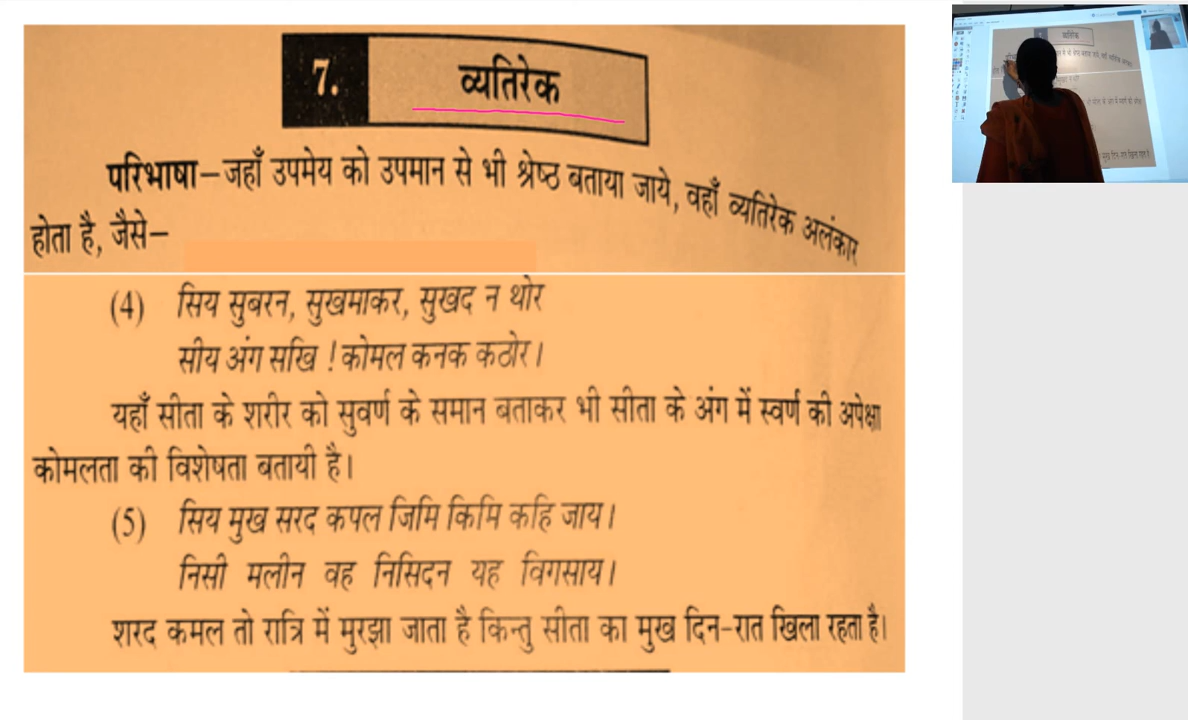 7. व्यतिरेक
परिभाषा–जहाँ उपमेय को उपमान से भी श्रेष्ठ बताया जाये, वहाँ व्यतिरेक अलंकार
होता है, जैसे–
(4) सिय सुबरन, सुखमाकर, सुखद न थोर
सीय अंग सखि ! कोमल कनक कठोर।
यहाँ सीता के शरीर को सुवर्ण के समान बताकर भी सीता के अंग में स्वर्ण की अपेक्षा
कोमलता की विशेषता बतायी है।
(5) सिय मुख सरद कपल जिमि किमि कहि जाय।
निसी मलीन वह निसिदन यह विगसाय।
शरद कमल तो रात्रि में मुरझा जाता है किन्तु सीता का मुख दिन-रात खिला रहता है।
व्यतिरेक